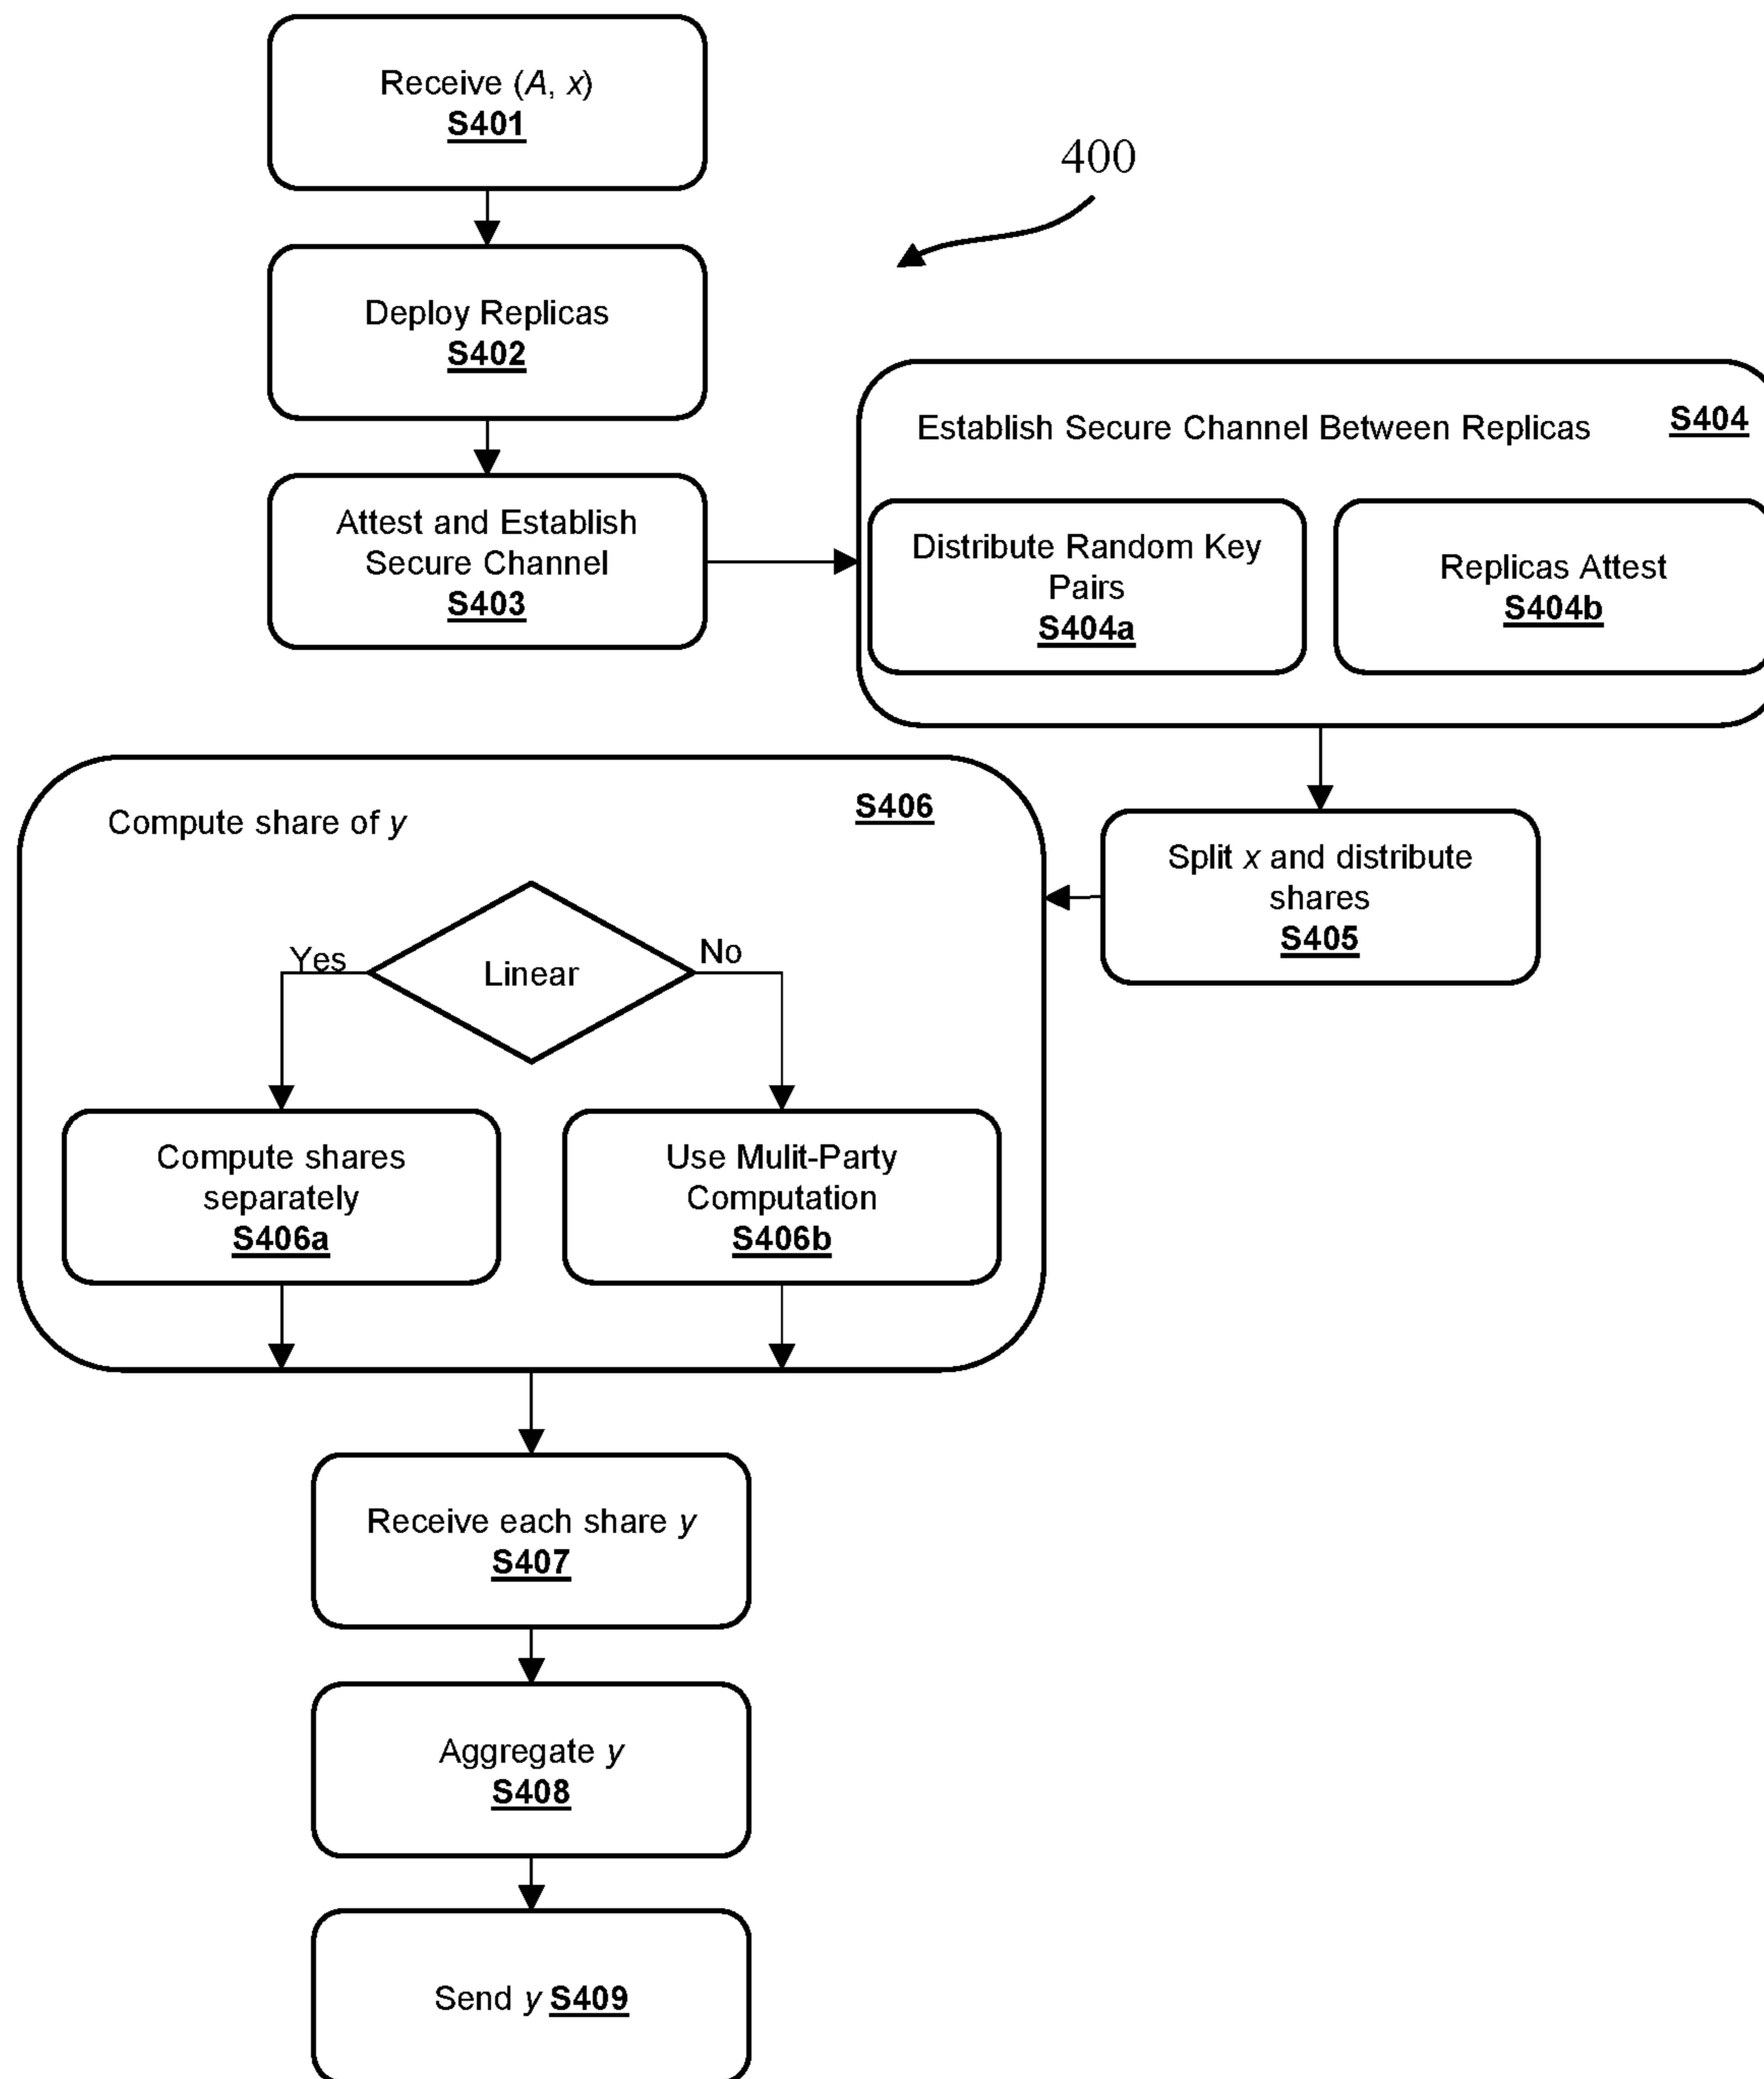 Receive (A, x)
S401
400
Deploy Replicas
S402
Attest and Establish
Secure Channel
S403
Establish Secure Channel Between Replicas
S404
Distribute Random Key
Pairs
S404a
Replicas Attest
S404b
Split x and distribute
shares
S405
Compute share of y
S406
Linear
Yes
No
Compute shares
separately
S406a
Use Mulit-Party
Computation
S406b
Receive each share y
S407
Aggregate y
S408
Send y S409